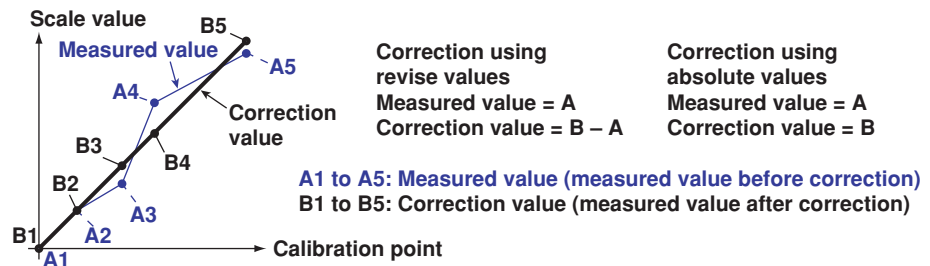 Scale value
B5
Measured value
A5
A4
Correction
value
B3
B4
B2
A3
B1
A2
A1
Calibration point
Correction using
revise values
Measured value = A
Correction value = B – A
Correction using
absolute values
Measured value = A
Correction value = B
A1 to A5: Measured value (measured value before correction)
B1 to B5: Correction value (measured value after correction)